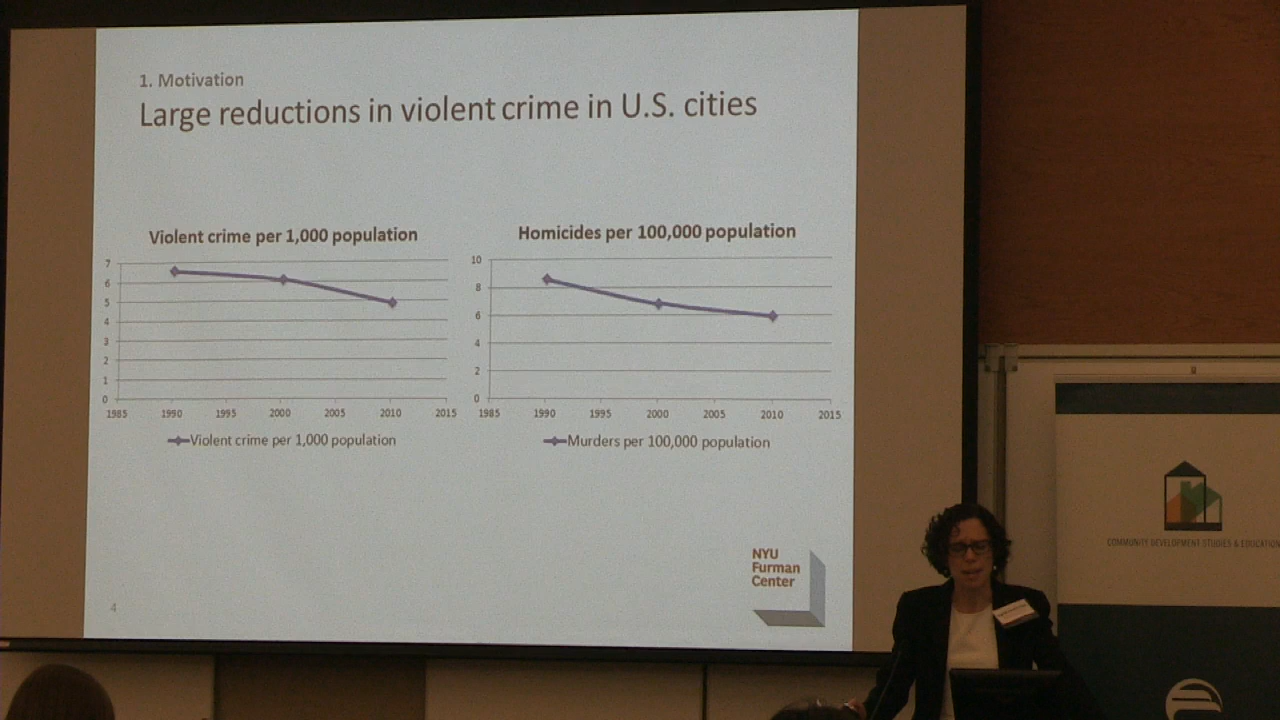 1. Motivation
Large reductions in violent crime in U.S. cities
Violent crime per 1,000 population
7
6
5
4
3
2
1
0
1985 1990 1995 2000 2005 2010 2015
Violent crime per 1,000 population
Homicides per 100,000 population
10
8
6
4
2
0
1985 1990 1995 2000 2005 2010 2015
Murders per 100,000 population
NYU
Furman
Center
4
COMMUNITY DEVELOPMENT STUDIES & EDUCATION